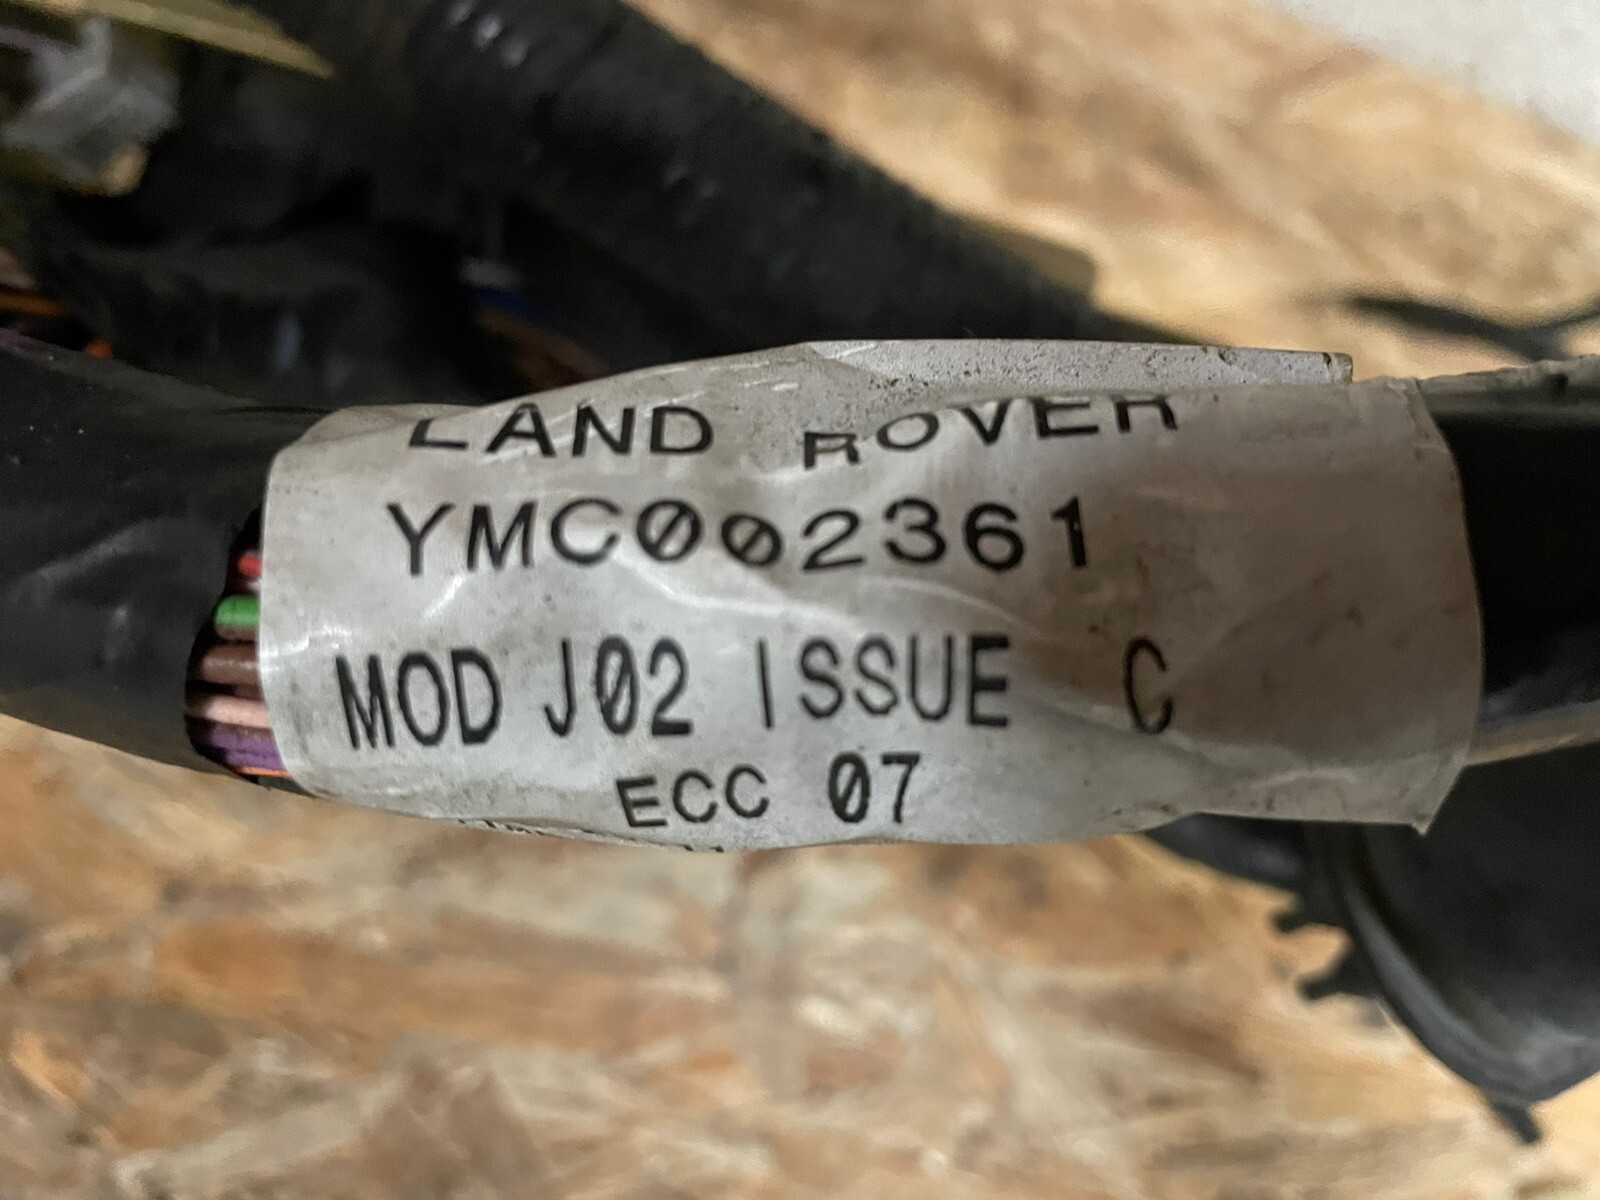 LAND ROVER
YMC002361
MOD J02 ISSUE C
ECC 07